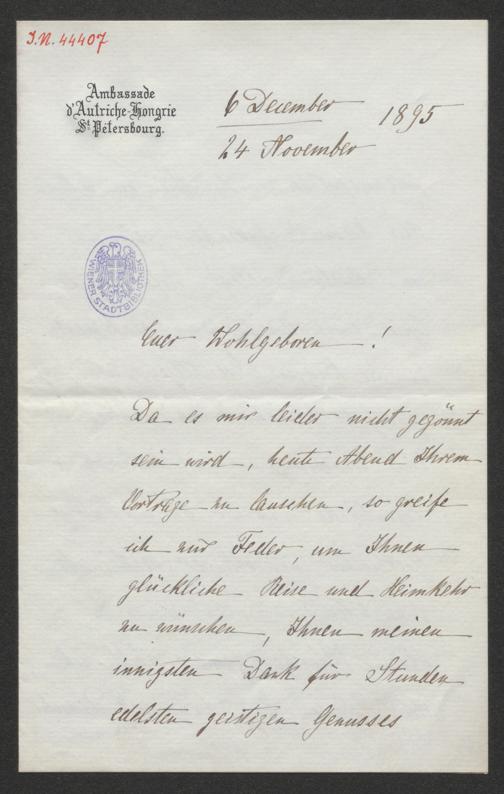 J.N. 44407
Ambassade
d'Autriche-Hongrie
St Petersbourg.
6 December
24 November
1895
WIENER STADTBIBLIOTHEK
Euer Wohlgeboren !
Da es mir leider nicht gegönnt
sein wird, heute Abend Ihrem
Vortrage zu lauschen, so greife
ich zur Feder, um Ihnen
glückliche Reise und Heimkehr
zu wünschen, Ihnen meinen
innigsten Dank für Stunden
edelsten geistigen Genusses